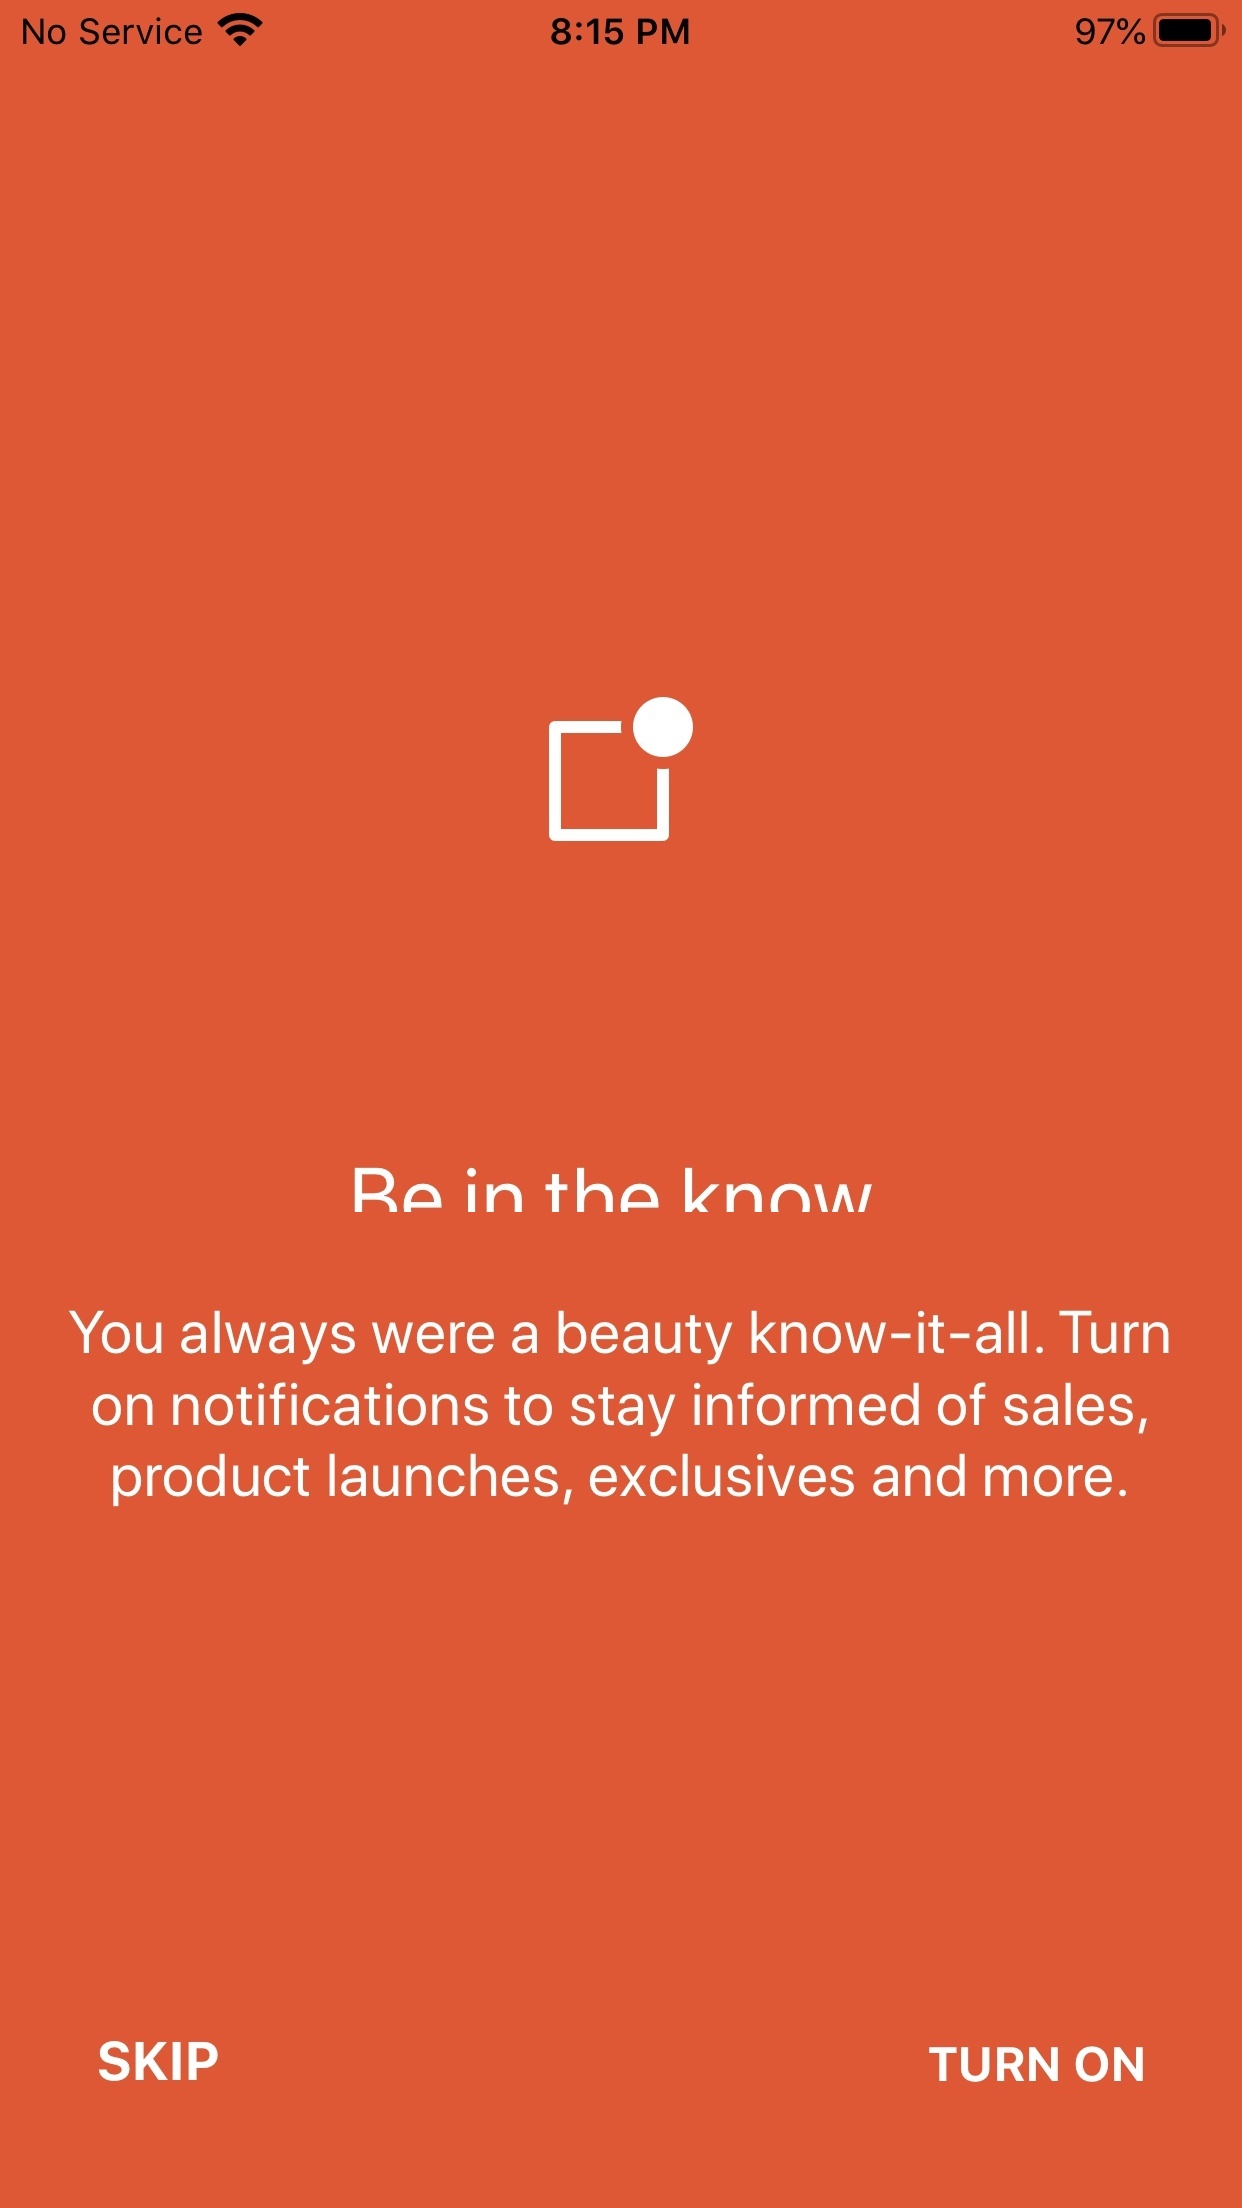 No Service 8:15 PM 97%
Be in the know
You always were a beauty know-it-all. Turn
on notifications to stay informed of sales,
product launches, exclusives and more.
SKIP TURN ON